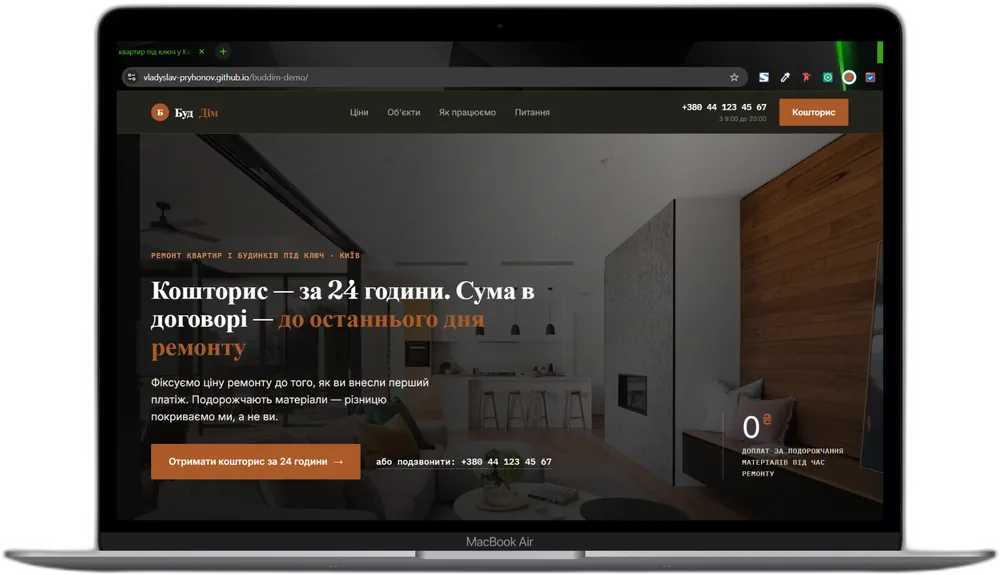 квартир під ключ у Ки
vladyslav-pryhonov.github.io/buddim-demo/
Б Буд Дім
Ціни Об'єкти Як працюємо Питання
+380 44 123 45 67
З 9:00 до 20:00
Кошторис
РЕМОНТ КВАРТИР І БУДИНКІВ ПІД КЛЮЧ · КИЇВ
Кошторис — за 24 години. Сума в
договорі — до останнього дня
ремонту
Фіксуємо ціну ремонту до того, як ви внесли перший
платіж. Подорожчають матеріали — різницю
покриваємо ми, а не ви.
Отримати кошторис за 24 години →
або подзвонити: +380 44 123 45 67
0 ₴
ДОПЛАТ ЗА ПОДОРОЖЧАННЯ
МАТЕРІАЛІВ ПІД ЧАС
РЕМОНТУ
MacBook Air